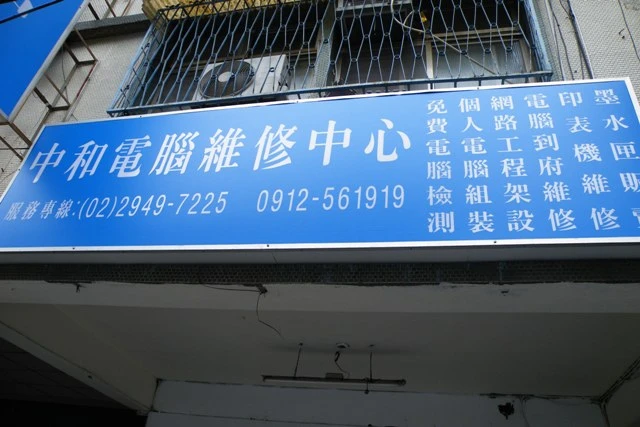 中和電腦維修中心
服務專線:(02)2949-7225 0912-561919
墨水匣販賣
印表機維修
電腦到府維修
網路工程架設
個人電腦組裝
免費電腦檢測